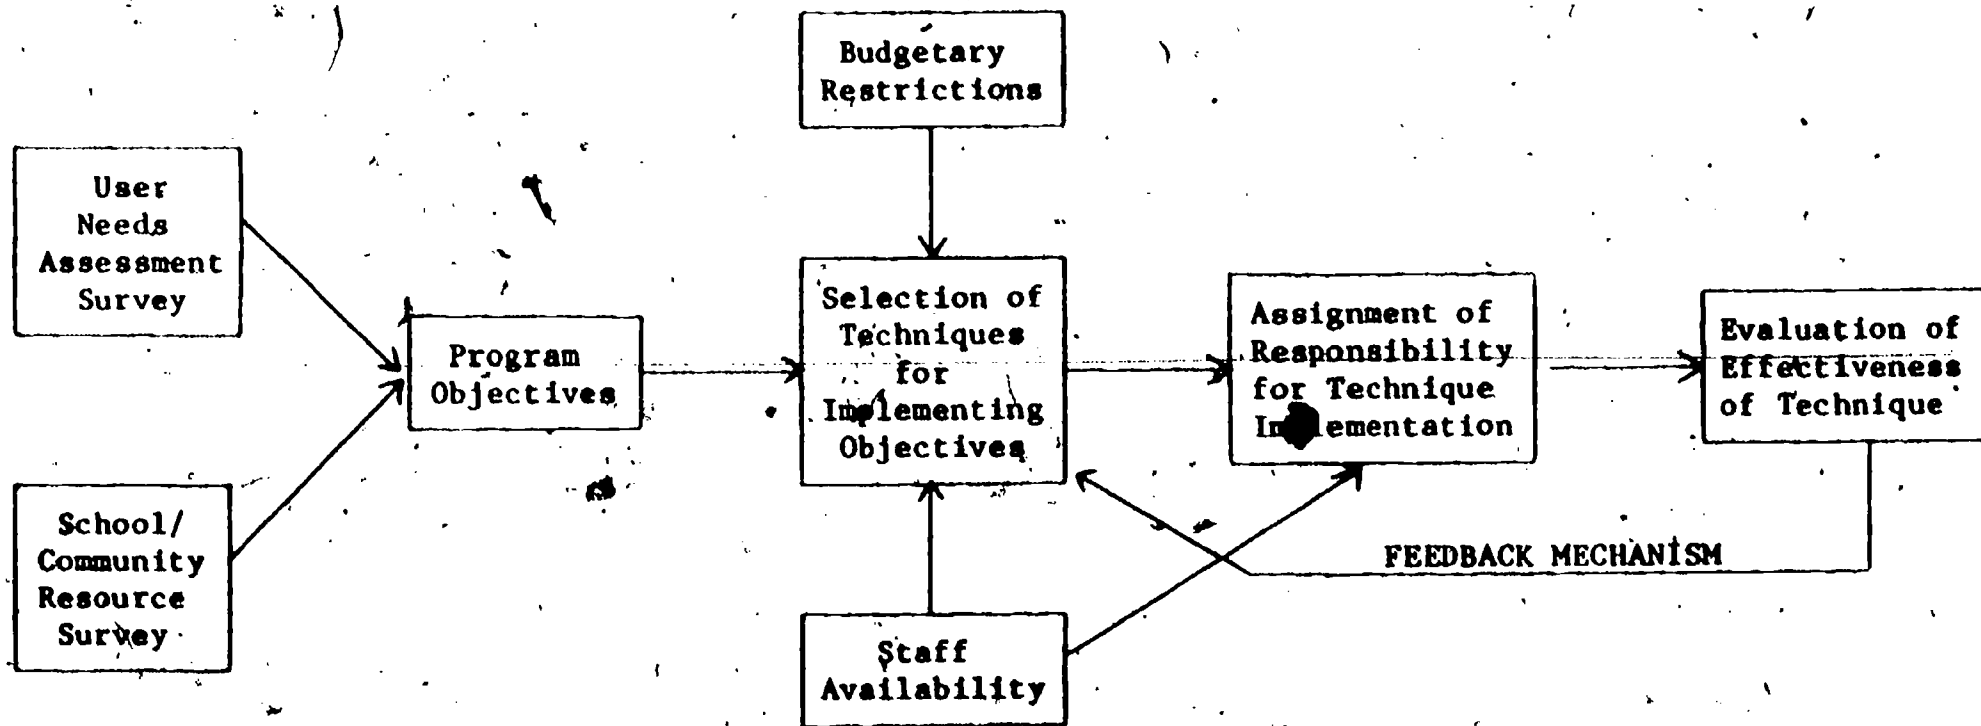 Budgetary
Restrictions
User
Needs
Assessment
Survey
Program
Objectives
Selection of
Techniques
for
Implementing
Objectives
Assignment of
Responsibility
for Technique
Implementation
Evaluation of
Effectiveness
of Technique
School/
Community
Resource
Survey
FEEDBACK MECHANISM
Staff
Availability